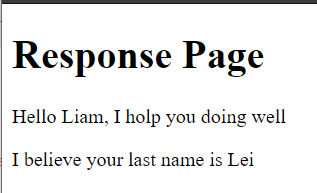 Response Page
Hello Liam, I holp you doing well
I believe your last name is Lei